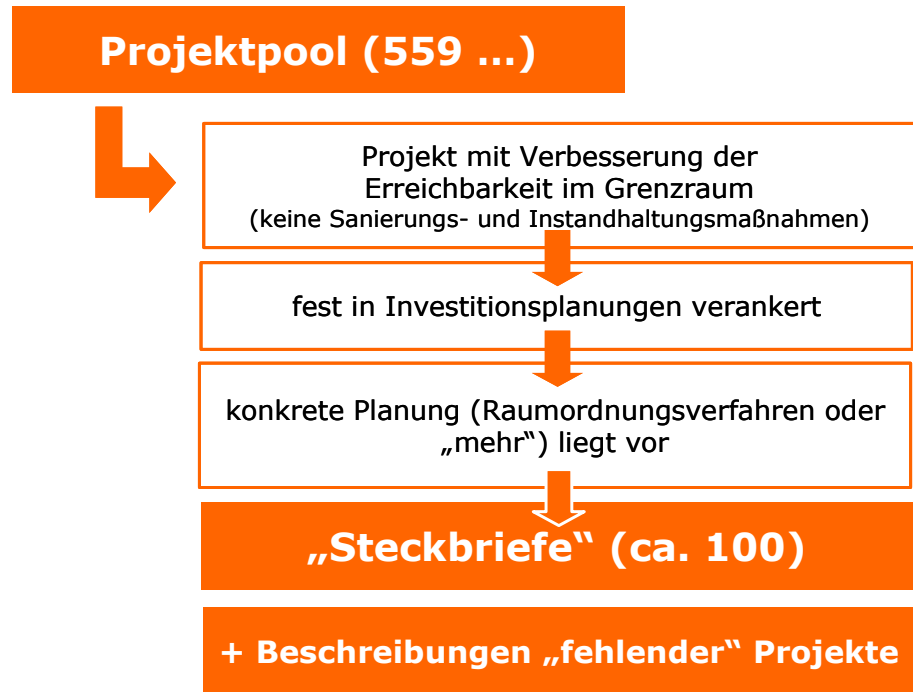 Projektpool (559 …)
Projekt mit Verbesserung der
Erreichbarkeit im Grenzraum
(keine Sanierungs- und Instandhaltungsmaßnahmen)
fest in Investitionsplanungen verankert
konkrete Planung (Raumordnungsverfahren oder
„mehr“) liegt vor
„Steckbriefe“ (ca. 100)
+ Beschreibungen „fehlender“ Projekte